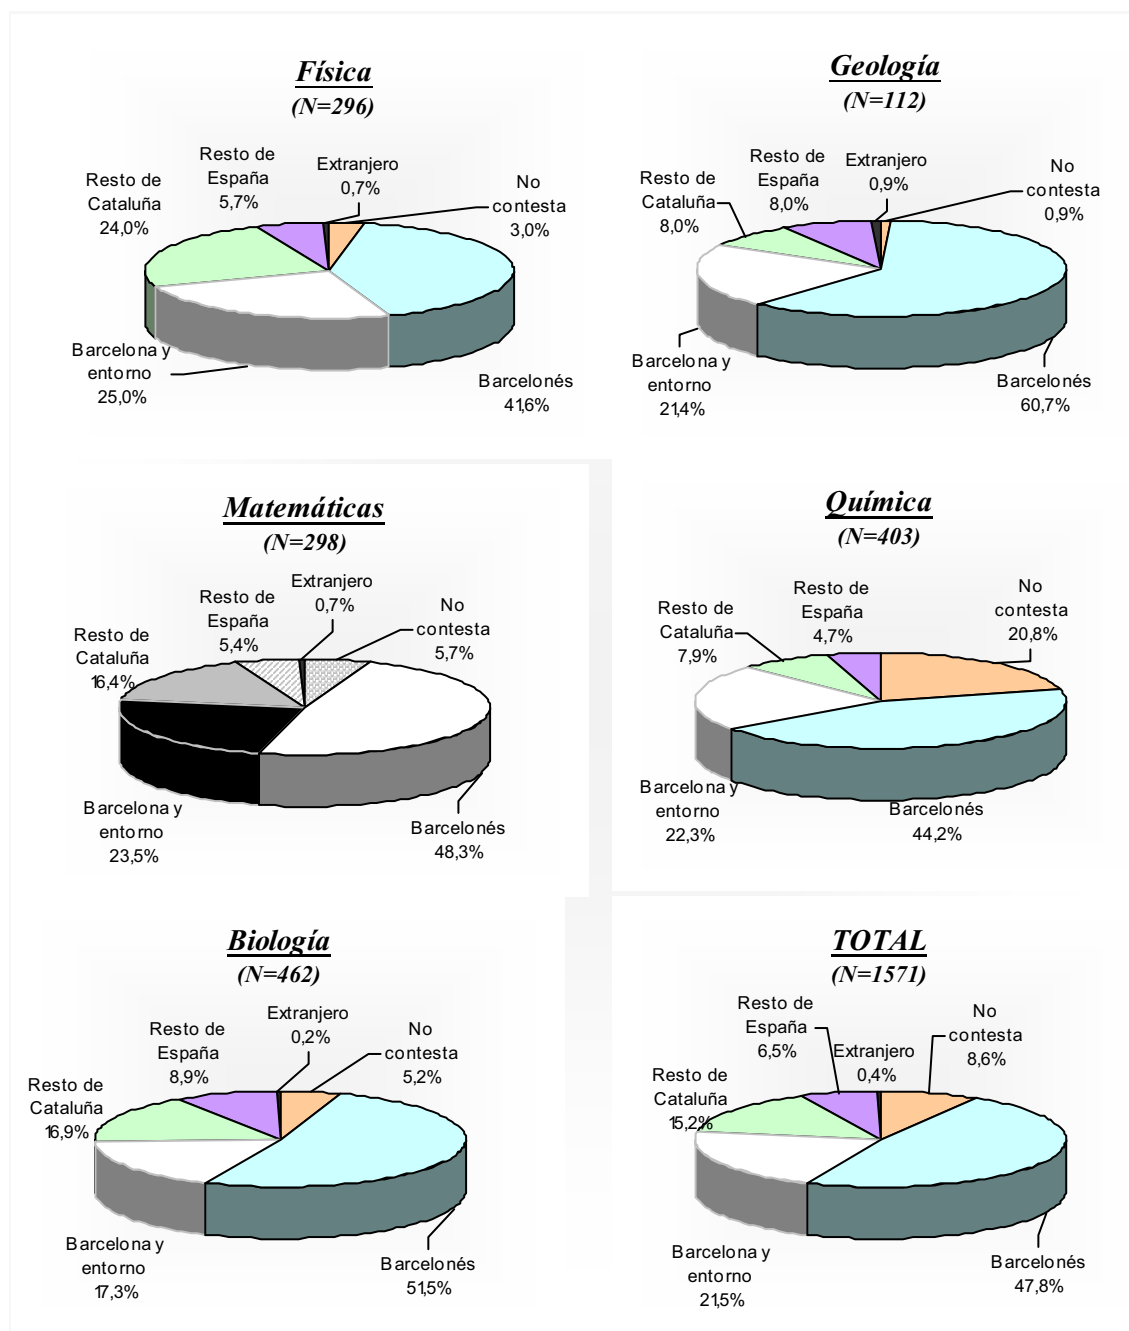 Física
(N=296)
Resto de
Cataluña
24,0%
Resto de
España
5,7%
Extranjero
0,7%
No
contesta
3,0%
Barcelona y
entorno
25,0%
Barcelonés
41,6%
Geología
(N=112)
Resto de
Cataluña
8,0%
Resto de
España
8,0%
Extranjero
0,9%
No
contesta
0,9%
Barcelona y
entorno
21,4%
Barcelonés
60,7%
Matemáticas
(N=298)
Resto de
Cataluña
16,4%
Resto de
España
5,4%
Extranjero
0,7%
No
contesta
5,7%
Barcelona y
entorno
23,5%
Barcelonés
48,3%
Química
(N=403)
Resto de
Cataluña
7,9%
Resto de
España
4,7%
No
contesta
20,8%
Barcelona y
entorno
22,3%
Barcelonés
44,2%
Biología
(N=462)
Resto de
Cataluña
16,9%
Resto de
España
8,9%
Extranjero
0,2%
No
contesta
5,2%
Barcelona y
entorno
17,3%
Barcelonés
51,5%
TOTAL
(N=1571)
Resto de
Cataluña
15,2%
Resto de
España
6,5%
Extranjero
0,4%
No
contesta
8,6%
Barcelona y
entorno
21,5%
Barcelonés
47,8%